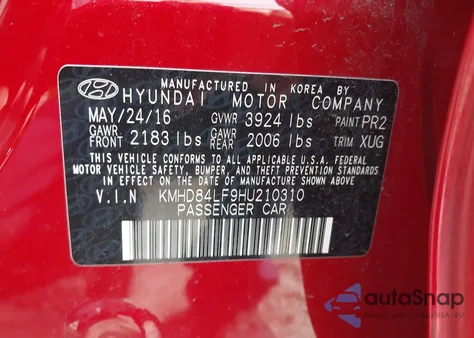 MANUFACTURED IN KOREA BY
HYUNDAI MOTOR COMPANY
MAY/24/16 GVWR 3924 lbs PAINT PR2
GAWR FRONT 2183 lbs GAWR REAR 2006 lbs TRIM XUG
THIS VEHICLE CONFORMS TO ALL APPLICABLE U.S.A. FEDERAL
MOTOR VEHICLE SAFETY, BUMPER, AND THEFT PREVENTION
STANDARDS IN EFFECT ON THE DATE OF MANUFACTURE
V.I.N KMHD84LF9HU210310
PASSENGER CAR
autoSnap